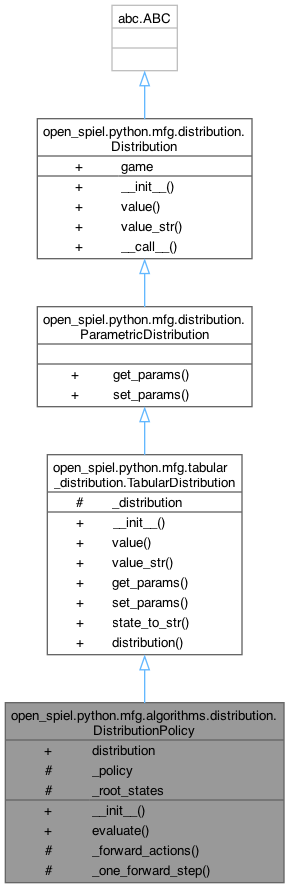 abc.ABC
open_spiel.python.mfg.distribution.
Distribution
+ game
+ __init__()
+ value()
+ value_str()
+ __call__()
open_spiel.python.mfg.distribution.
ParametricDistribution
+ get_params()
+ set_params()
open_spiel.python.mfg.tabular
_distribution.TabularDistribution
# _distribution
+ __init__()
+ value()
+ value_str()
+ get_params()
+ set_params()
+ state_to_str()
+ distribution()
open_spiel.python.mfg.algorithms.distribution.
DistributionPolicy
+ distribution
# _policy
# _root_states
+ __init__()
+ evaluate()
# _forward_actions()
# _one_forward_step()